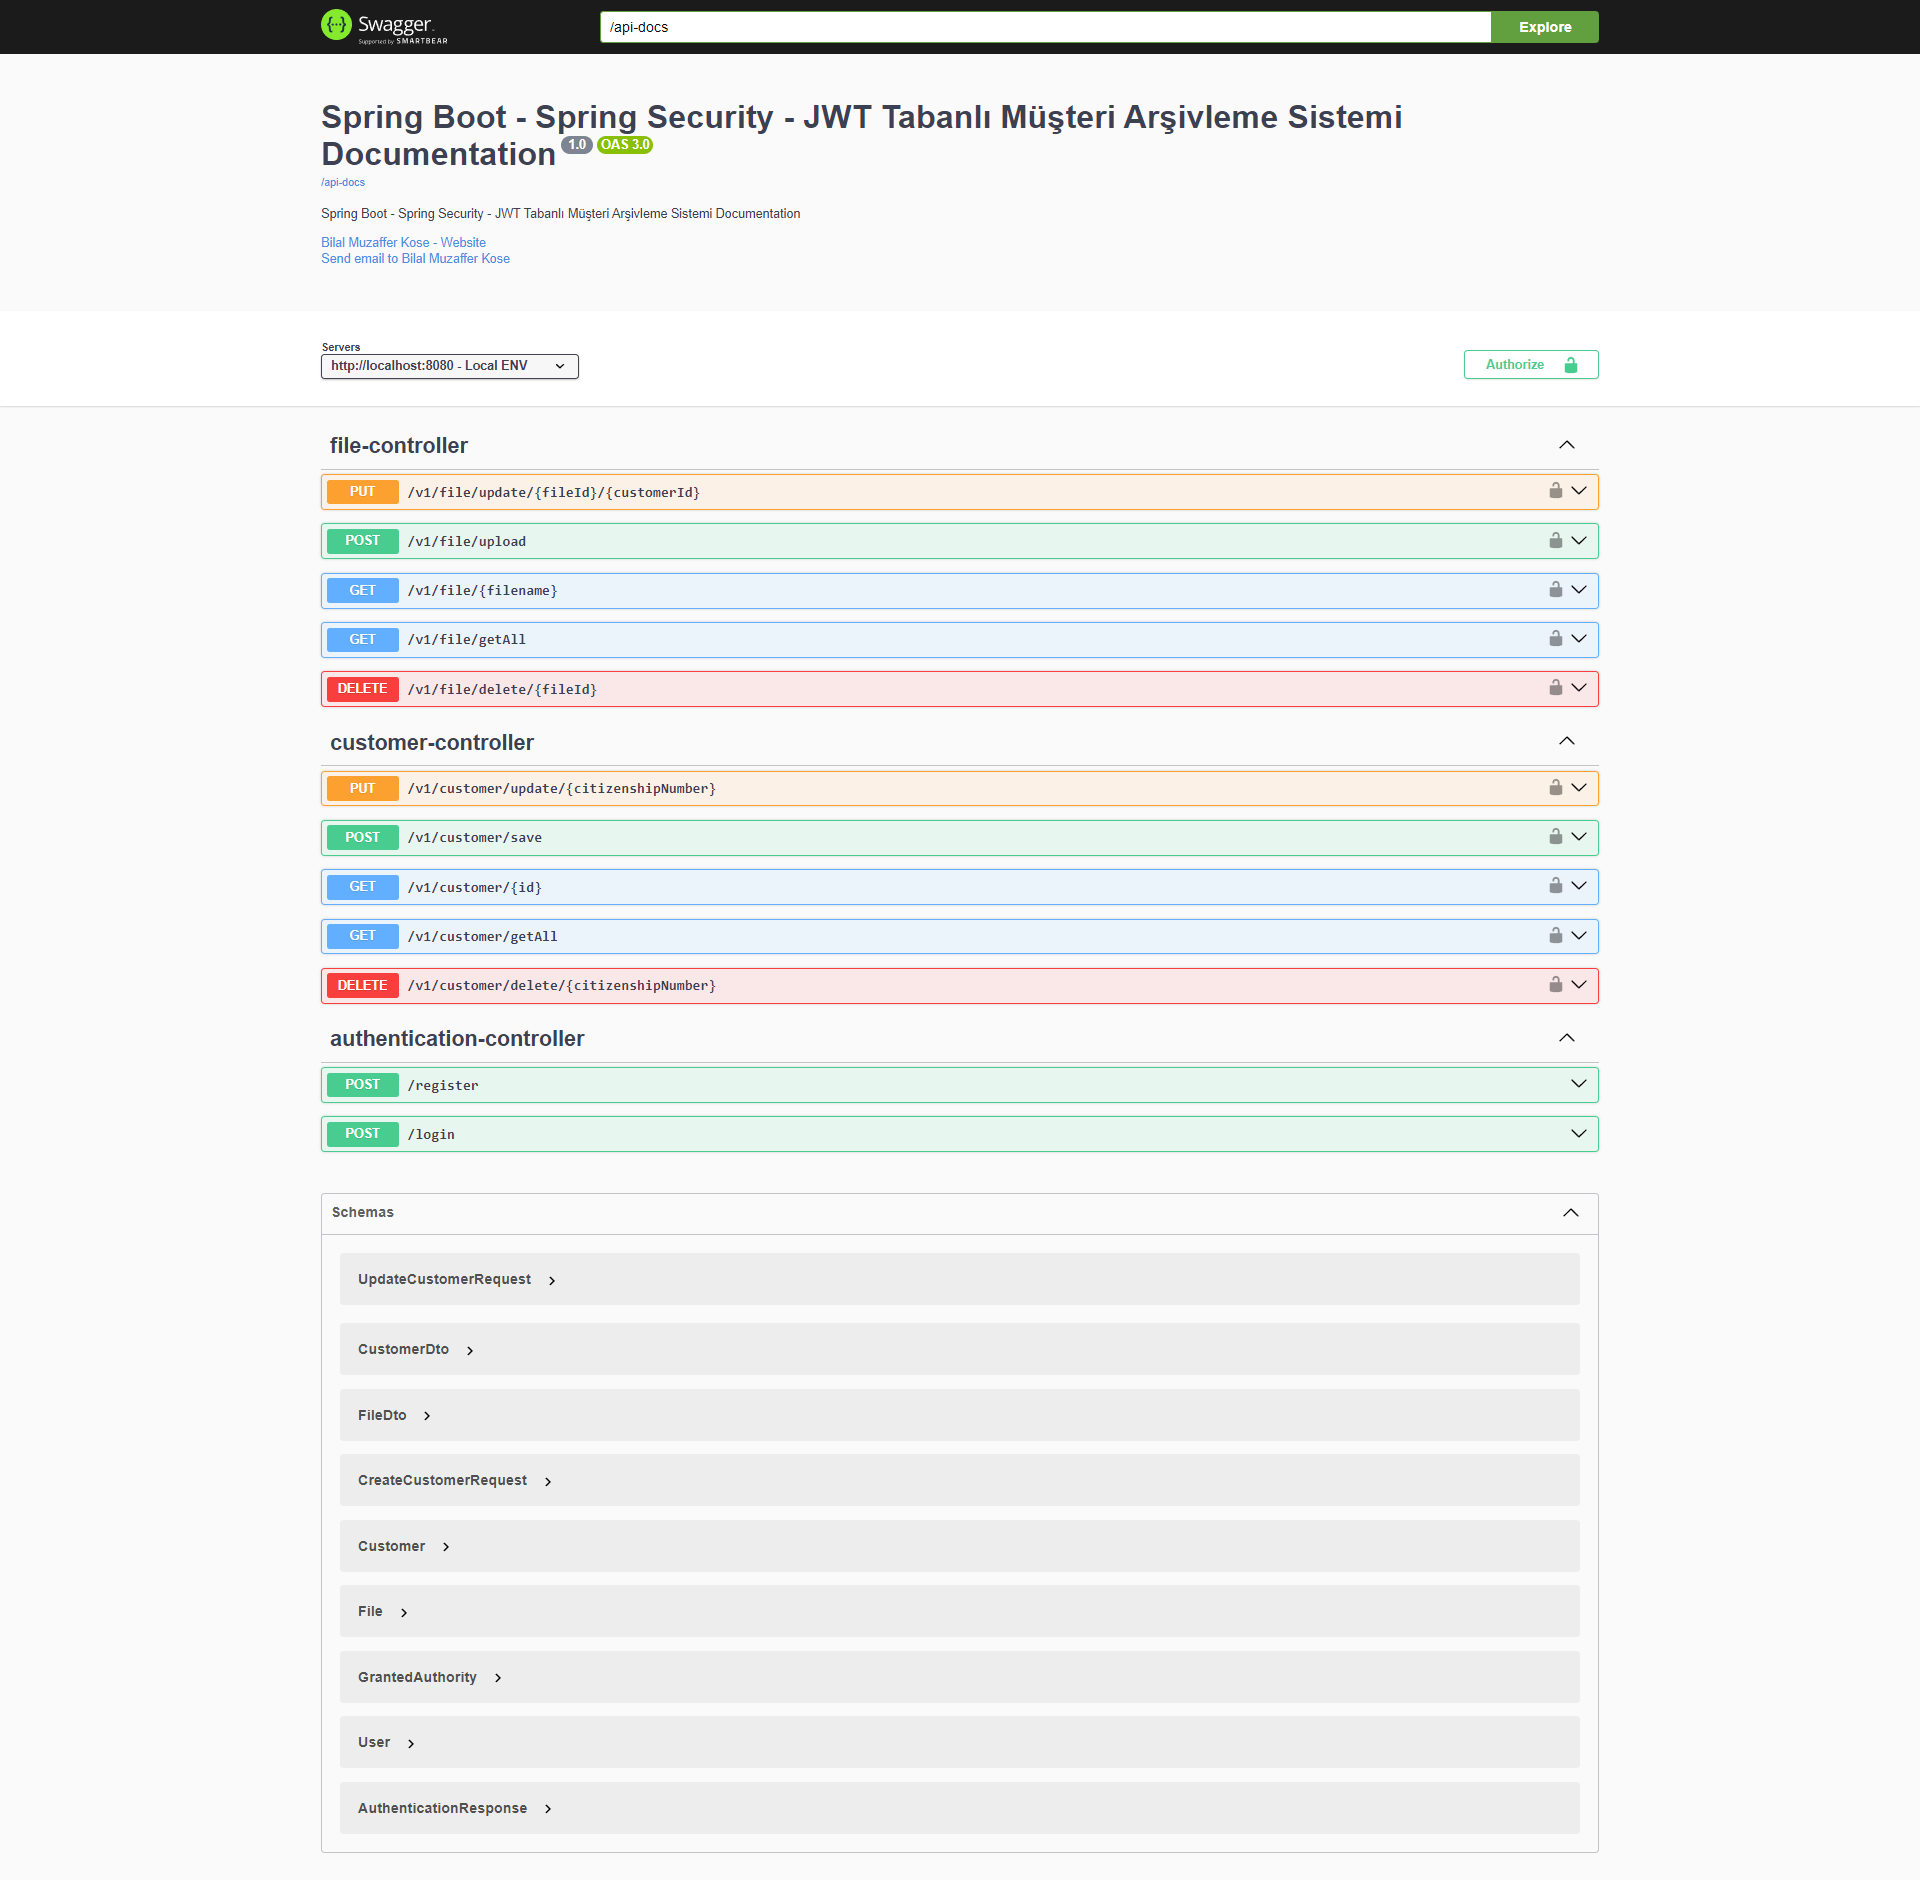 Swagger
Supported by SMARTBEAR
/api-docs
Explore
Spring Boot - Spring Security - JWT Tabanlı Müşteri Arşivleme Sistemi
Documentation 1.0 OAS 3.0
/api-docs
Spring Boot - Spring Security - JWT Tabanlı Müşteri Arşivleme Sistemi Documentation
Bilal Muzaffer Kose - Website
Send email to Bilal Muzaffer Kose
Servers
http://localhost:8080 - Local ENV
Authorize
file-controller
PUT /v1/file/update/{fileId}/{customerId}
POST /v1/file/upload
GET /v1/file/{filename}
GET /v1/file/getAll
DELETE /v1/file/delete/{fileId}
customer-controller
PUT /v1/customer/update/{citizenshipNumber}
POST /v1/customer/save
GET /v1/customer/{id}
GET /v1/customer/getAll
DELETE /v1/customer/delete/{citizenshipNumber}
authentication-controller
POST /register
POST /login
Schemas
UpdateCustomerRequest
CustomerDto
FileDto
CreateCustomerRequest
Customer
File
GrantedAuthority
User
AuthenticationResponse